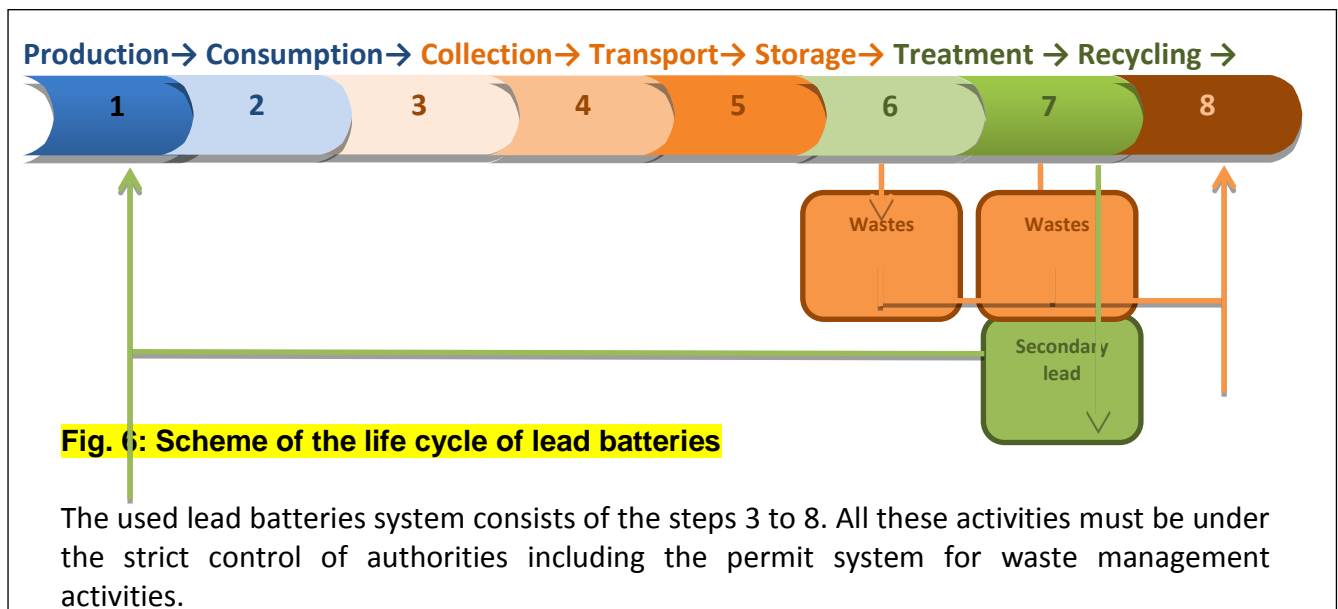 Production→ Consumption→ Collection→ Transport→ Storage→ Treatment → Recycling →
1 2 3 4 5 6 7 8
Wastes Wastes
Secondary
lead
Fig. 6: Scheme of the life cycle of lead batteries
The used lead batteries system consists of the steps 3 to 8. All these activities must be under
the strict control of authorities including the permit system for waste management
activities.